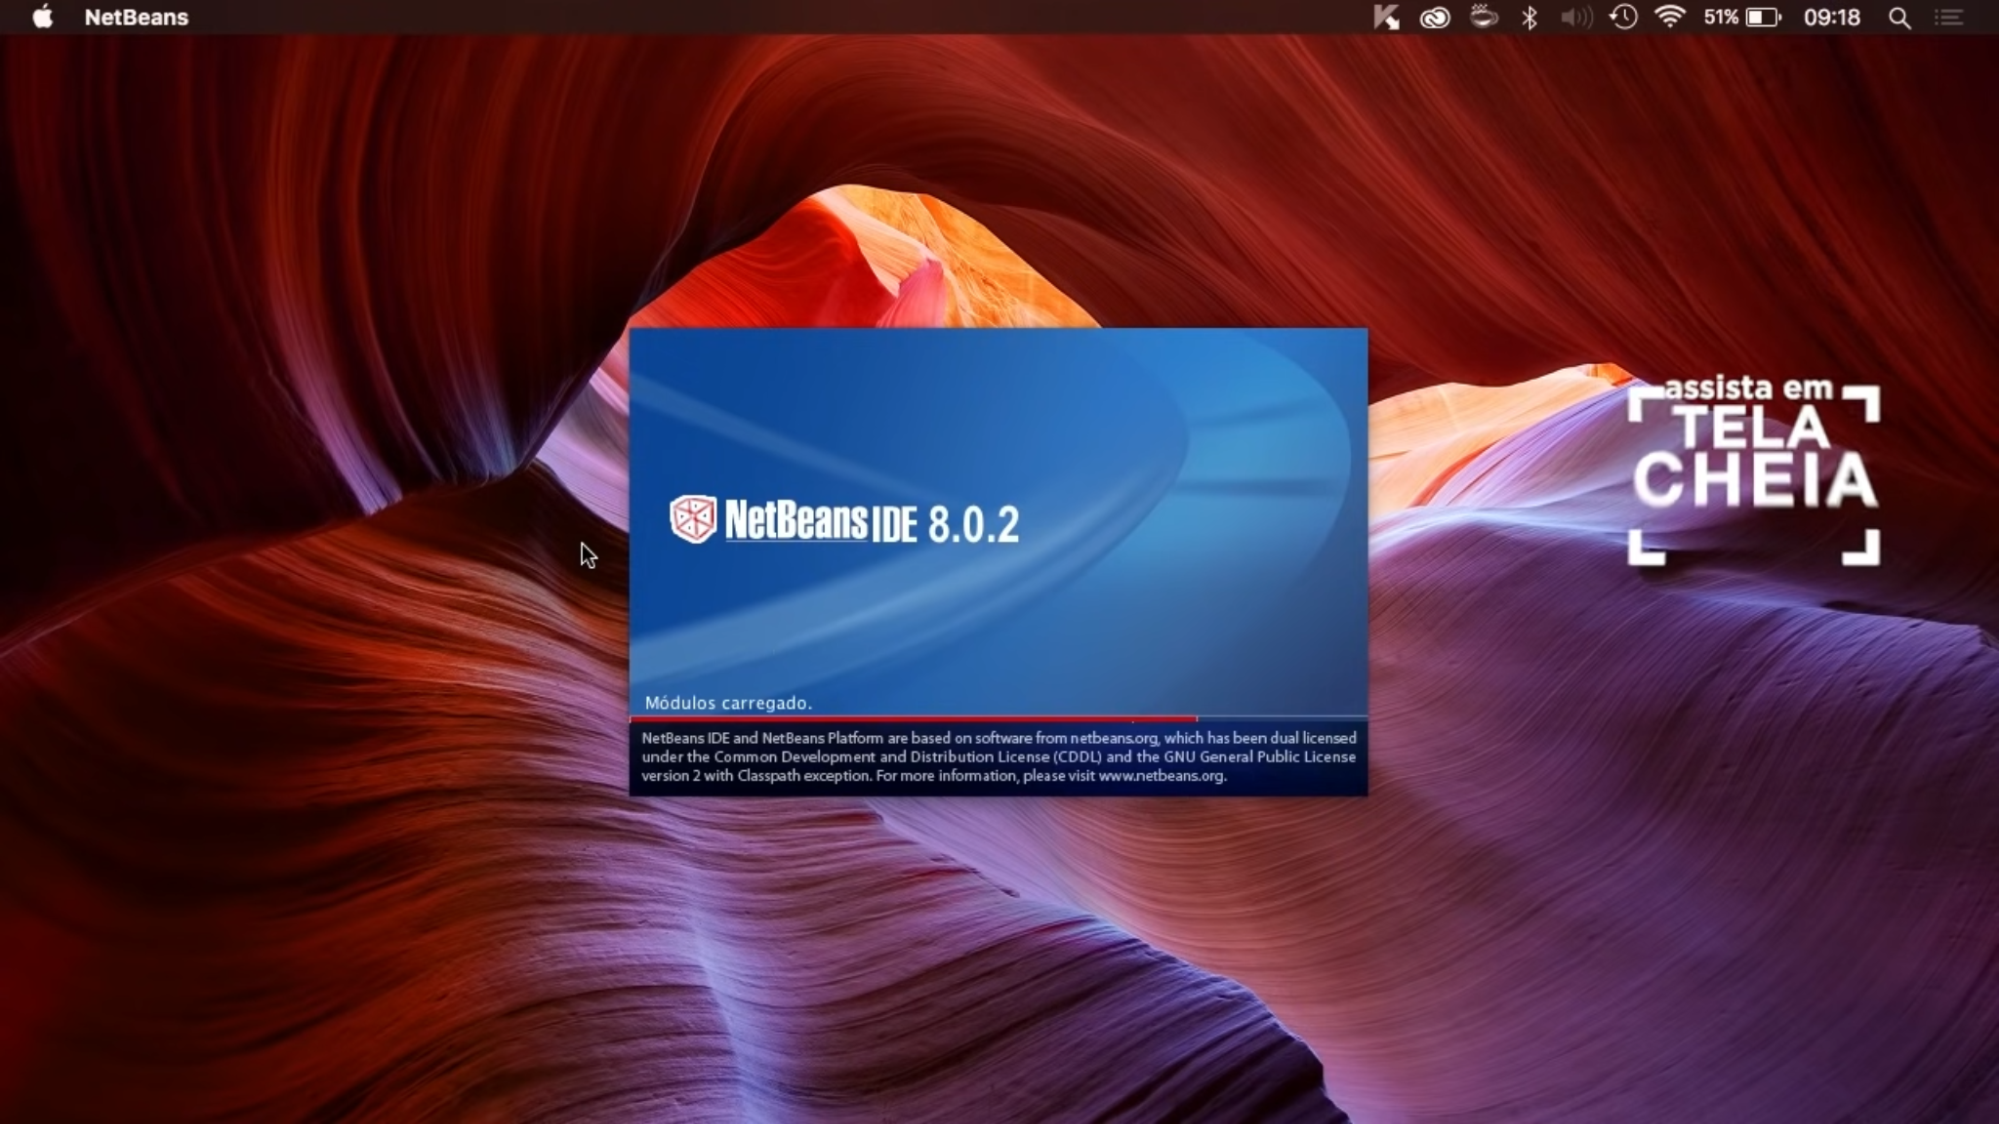 NetBeans
51%
09:18
assista em
TELA
CHEIA
NetBeans IDE 8.0.2
Módulos carregado.
NetBeans IDE and NetBeans Platform are based on software from netbeans.org, which has been dual licensed
under the Common Development and Distribution License (CDDL) and the GNU General Public License
version 2 with Classpath exception. For more information, please visit www.netbeans.org.